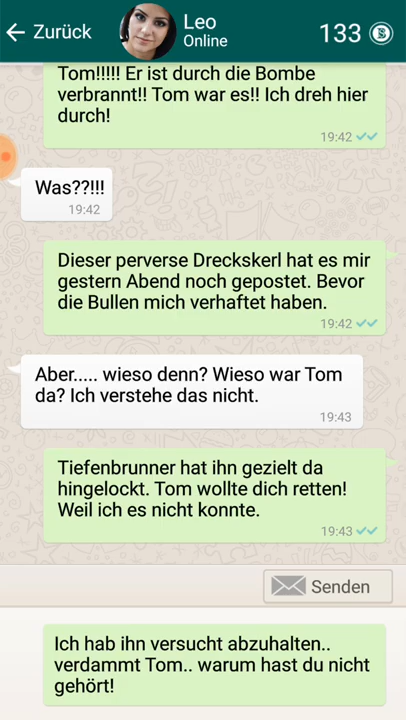 Zurück
Leo
Online
133
Tom!!!!! Er ist durch die Bombe
verbrannt!! Tom war es!! Ich dreh hier
durch!
19:42
Was??!!!
19:42
Dieser perverse Dreckskerl hat es mir
gestern Abend noch gepostet. Bevor
die Bullen mich verhaftet haben.
19:42
Aber..... wieso denn? Wieso war Tom
da? Ich verstehe das nicht.
19:43
Tiefenbrunner hat ihn gezielt da
hingelockt. Tom wollte dich retten!
Weil ich es nicht konnte.
19:43
Senden
Ich hab ihn versucht abzuhalten..
verdammt Tom.. warum hast du nicht
gehört!